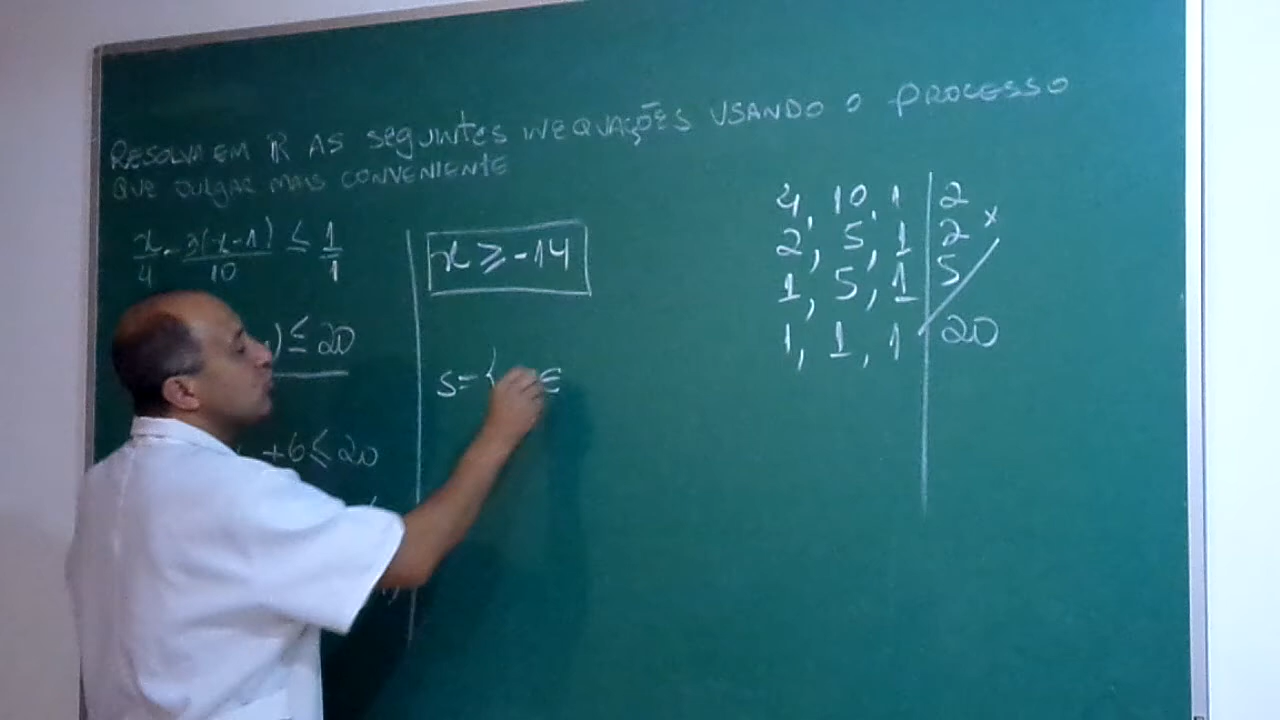 RESOLVA EM ℝ AS SEGUINTES INEQUAÇÕES USANDO O PROCESSO
QUE JULGAR MAIS CONVENIENTE
x/4 - 3(x-1)/10 ≤ 1/1
) ≤ 20
+6 ≤ 20
x ≥ -14
S={ ∈
4, 10, 1 | 2
2, 5, 1 | 2 x
1, 5, 1 | 5
1, 1, 1 / 20